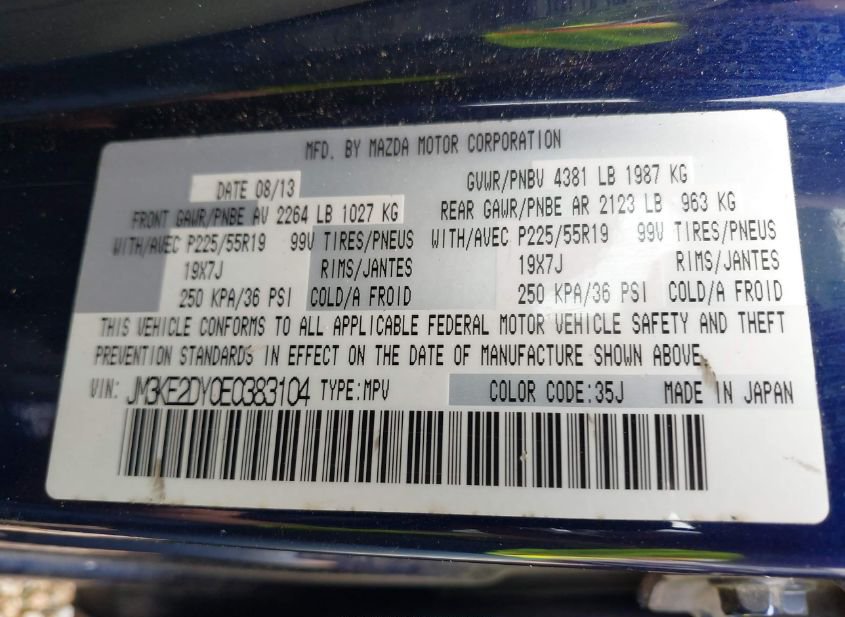 MFD. BY MAZDA MOTOR CORPORATION
DATE 08/13 GVWR/PNBV 4381 LB 1987 KG
FRONT GAWR/PNBE AV 2264 LB 1027 KG REAR GAWR/PNBE AR 2123 LB 963 KG
WITH/AVEC P225/55R19 99V TIRES/PNEUS WITH/AVEC P225/55R19 99V TIRES/PNEUS
19X7J RIMS/JANTES 19X7J RIMS/JANTES
250 KPA/36 PSI COLD/A FROID 250 KPA/36 PSI COLD/A FROID
THIS VEHICLE CONFORMS TO ALL APPLICABLE FEDERAL MOTOR VEHICLE SAFETY AND THEFT
PREVENTION STANDARDS IN EFFECT ON THE DATE OF MANUFACTURE SHOWN ABOVE.
VIN: JM3KE2DY0E0383104 TYPE:MPV COLOR CODE:35J MADE IN JAPAN